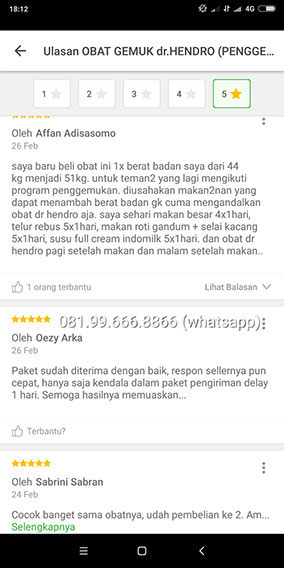 18:12
4G
Ulasan OBAT GEMUK dr.HENDRO (PENGGE...
1 2 3 4 5
Oleh Affan Adisasomo
26 Feb
saya baru beli obat ini 1x berat badan saya dari 44
kg menjadi 51kg. untuk teman2 yang lagi mengikuti
program penggemukan. diusahakan makan2nan yang
dapat menambah berat badan gk cuma mengandalkan
obat dr hendro aja. saya sehari makan besar 4x1hari,
telur rebus 5x1hari, makan roti gandum + selai kacang
5x1hari, susu full cream indomilk 5x1hari. dan obat dr
hendro pagi setelah makan dan malam setelah makan..
1 orang terbantu
Lihat Balasan
081.99.666.8866 (whatsapp)
Oleh Oezy Arka
26 Feb
Paket sudah diterima dengan baik, respon sellernya pun
cepat, hanya saja kendala dalam paket pengiriman delay
1 hari. Semoga hasilnya memuaskan...
Terbantu?
Oleh Sabrini Sabran
24 Feb
Cocok banget sama obatnya, udah pembelian ke 2. Am...
Selengkapnya